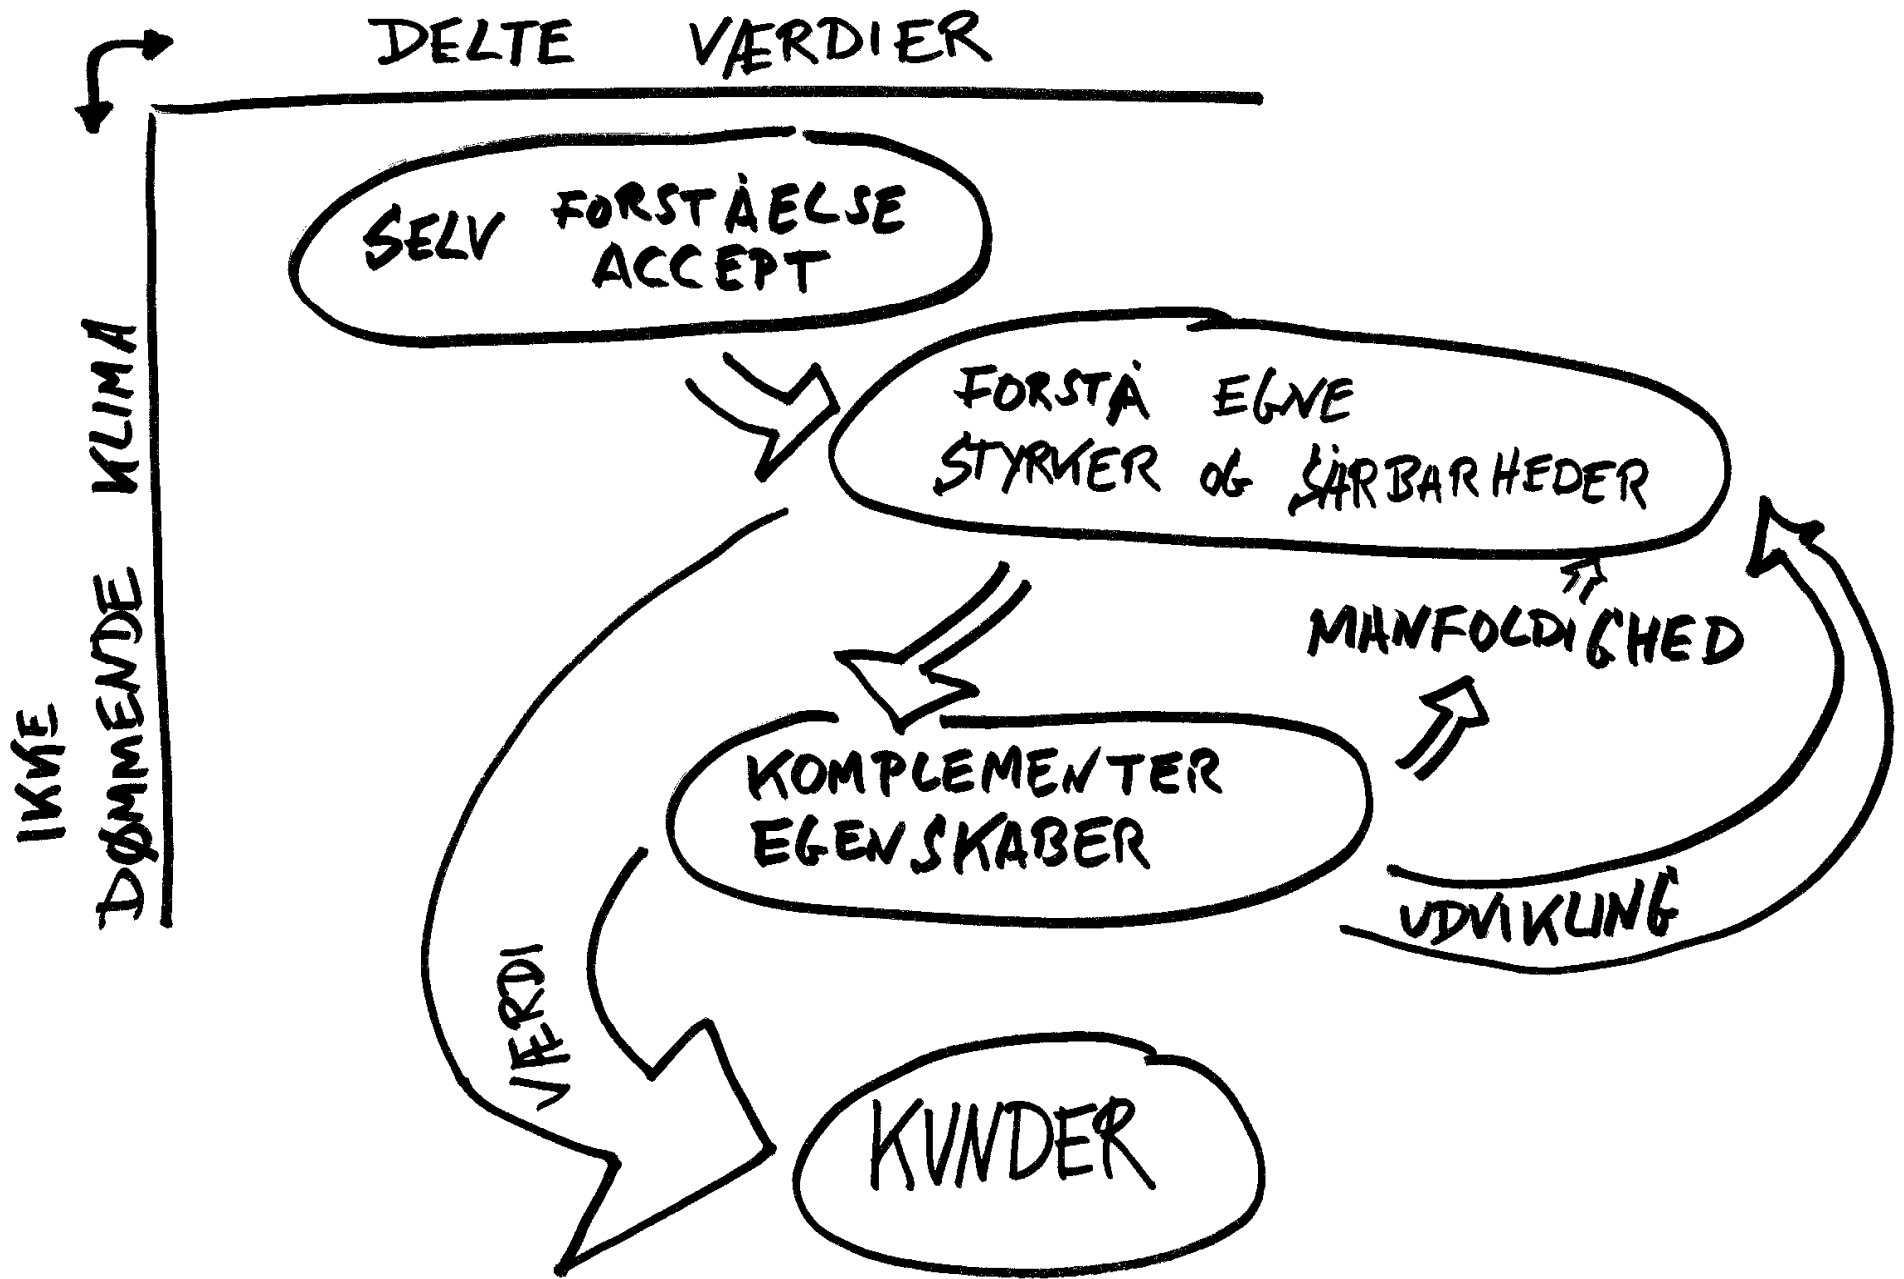 DELTE VÆRDIER
IKKE
DØMMENDE KLIMA
SELV FORSTÅELSE
ACCEPT
FORSTÅ EGNE
STYRKER OG SÅRBARHEDER
MANFOLDIGHED
KOMPLEMENTER
EGENSKABER
UDVIKLING
VÆRDI
KUNDER